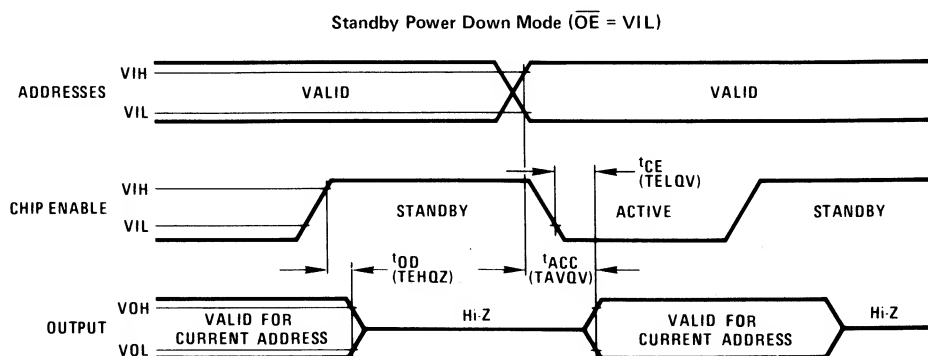 Standby Power Down Mode (OE = VIL)
VIH
ADDRESSES
VALID
VALID
VIL
tCE
(TELQV)
VIH
CHIP ENABLE
STANDBY
ACTIVE
STANDBY
VIL
tOD
(TEHQZ)
tACC
(TAVQV)
VOH
OUTPUT
VALID FOR
CURRENT ADDRESS
Hi-Z
VALID FOR
CURRENT ADDRESS
Hi-Z
VOL